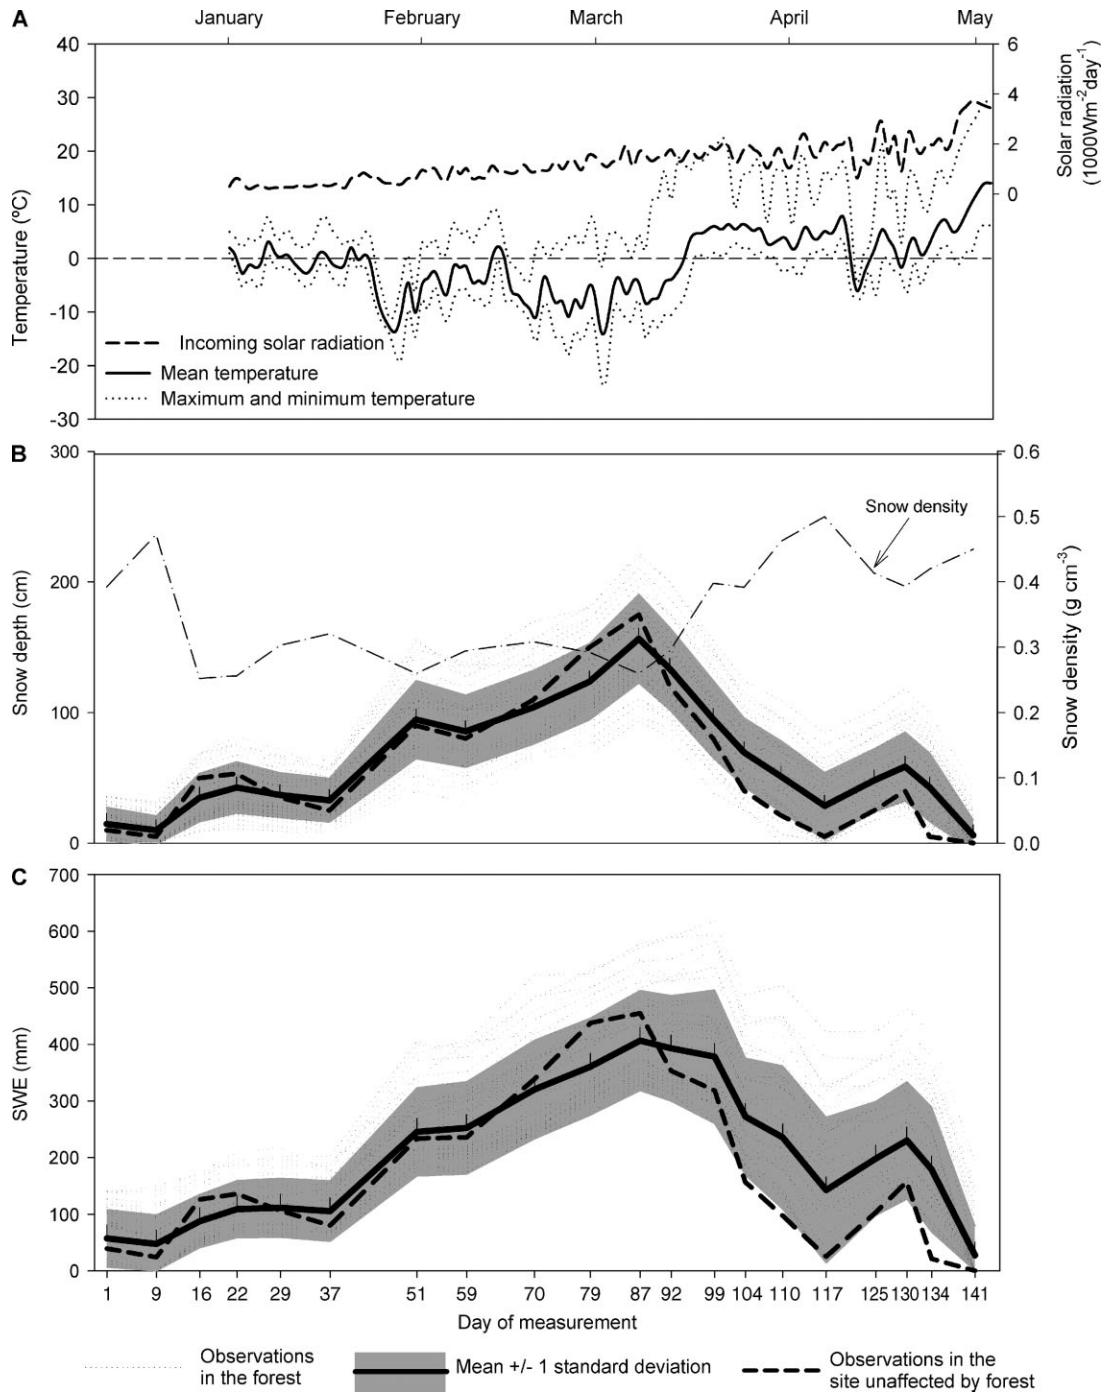 A
January February March April May
40
30
20
10
0
-10
-20
-30
Temperature (ºC)
6
4
2
0
Solar radiation
(1000Wm-2day-1)
Incoming solar radiation
Mean temperature
Maximum and minimum temperature
B
300
200
100
0
Snow depth (cm)
Snow density
0.6
0.5
0.4
0.3
0.2
0.1
0.0
Snow density (g cm-3)
C
700
600
500
400
300
200
100
0
SWE (mm)
1 9 16 22 29 37 51 59 70 79 87 92 99 104 110 117 125 130 134 141
Day of measurement
Observations
in the forest
Mean +/- 1 standard deviation
Observations in the
site unaffected by forest